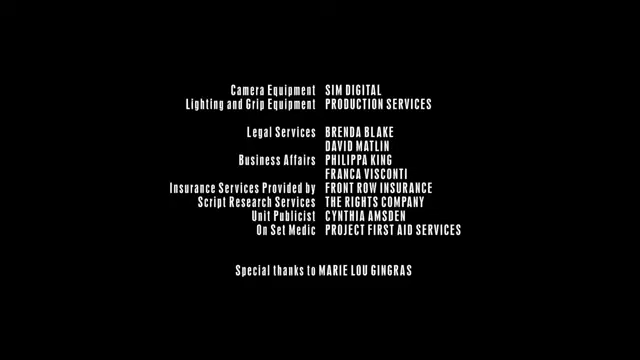 Camera Equipment SIM DIGITAL
Lighting and Grip Equipment PRODUCTION SERVICES
Legal Services BRENDA BLAKE
DAVID MATLIN
Business Affairs PHILIPPA KING
FRANCA VISCONTI
Insurance Services Provided by FRONT ROW INSURANCE
Script Research Services THE RIGHTS COMPANY
Unit Publicist CYNTHIA AMSDEN
On Set Medic PROJECT FIRST AID SERVICES
Special thanks to MARIE LOU GINGRAS